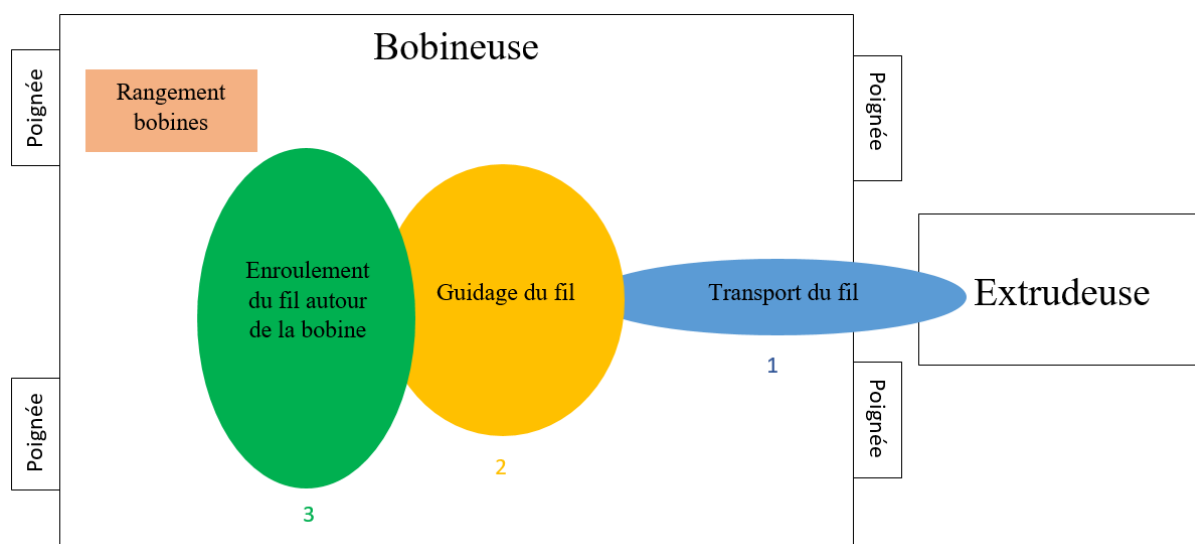 Bobineuse
Poignée
Rangement
bobines
Poignée
Enroulement
du fil autour
de la bobine
Guidage du fil
Transport du fil
Extrudeuse
1
Poignée
Poignée
2
3